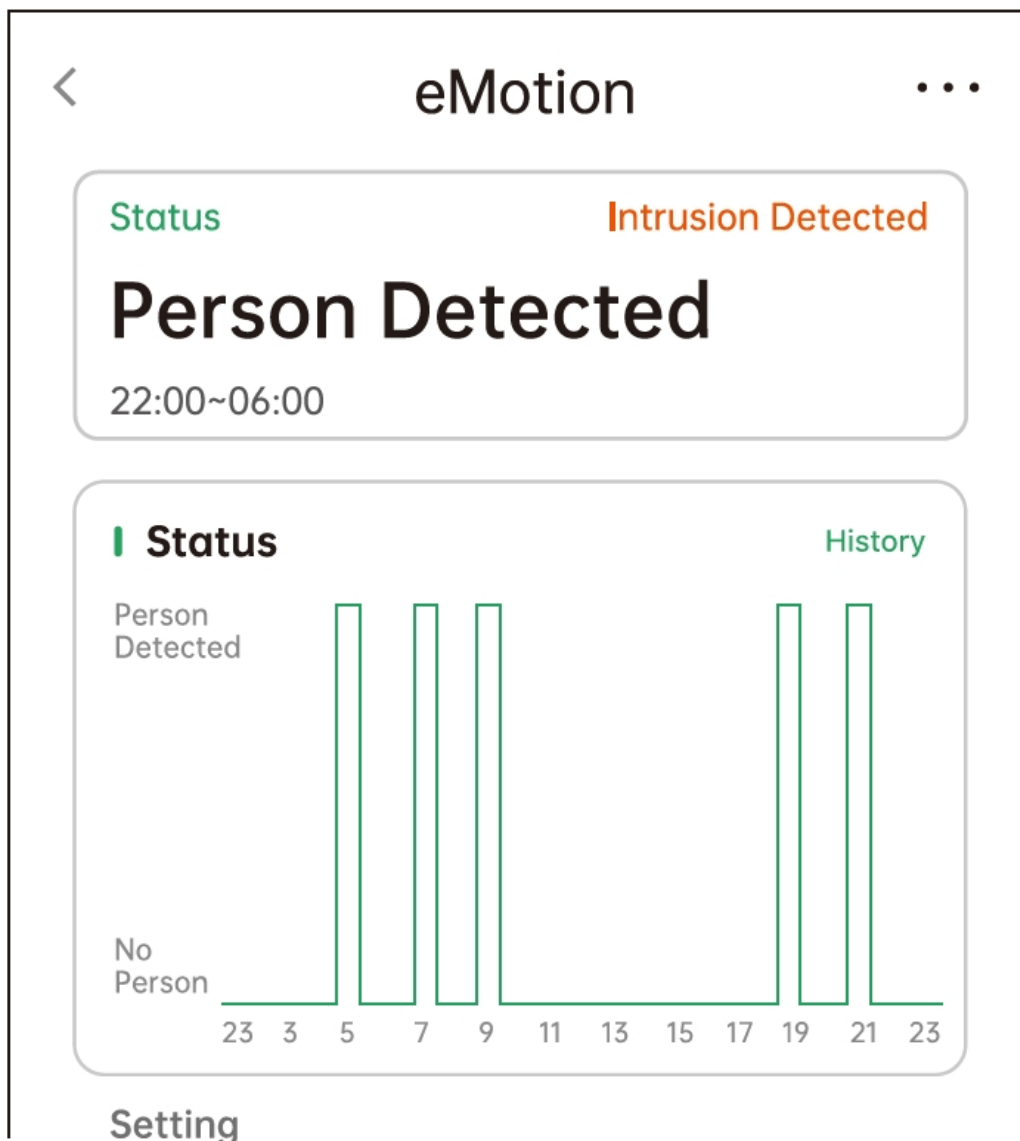 eMotion
Status
Intrusion Detected
Person Detected
22:00~06:00
Status
History
Person
Detected
No
Person
23 3 5 7 9 11 13 15 17 19 21 23
Setting